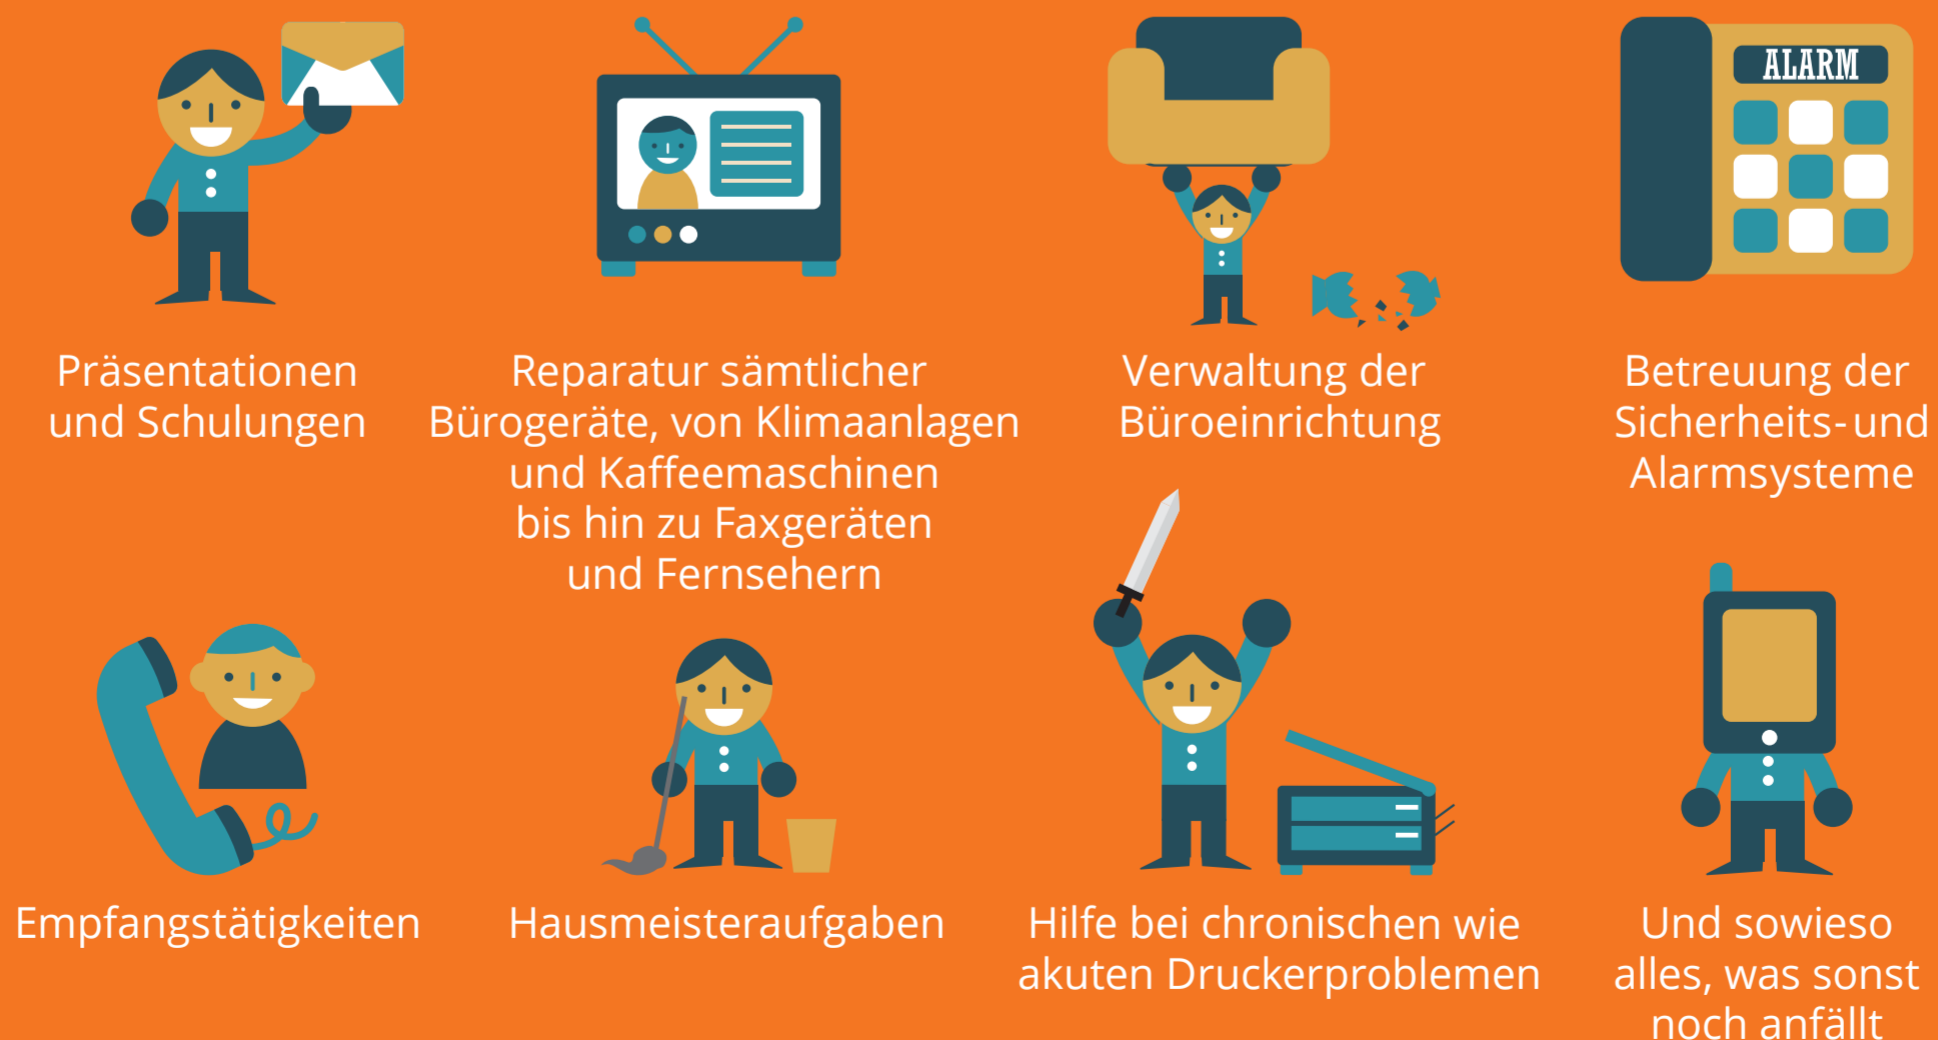 Präsentationen
und Schulungen
Reparatur sämtlicher
Bürogeräte, von Klimaanlagen
und Kaffeemaschinen
bis hin zu Faxgeräten
und Fernsehern
Verwaltung der
Büroeinrichtung
ALARM
Betreuung der
Sicherheits-und
Alarmsysteme
Empfangstätigkeiten
Hausmeisteraufgaben
Hilfe bei chronischen wie
akuten Druckerproblemen
Und sowieso
alles, was sonst
noch anfällt